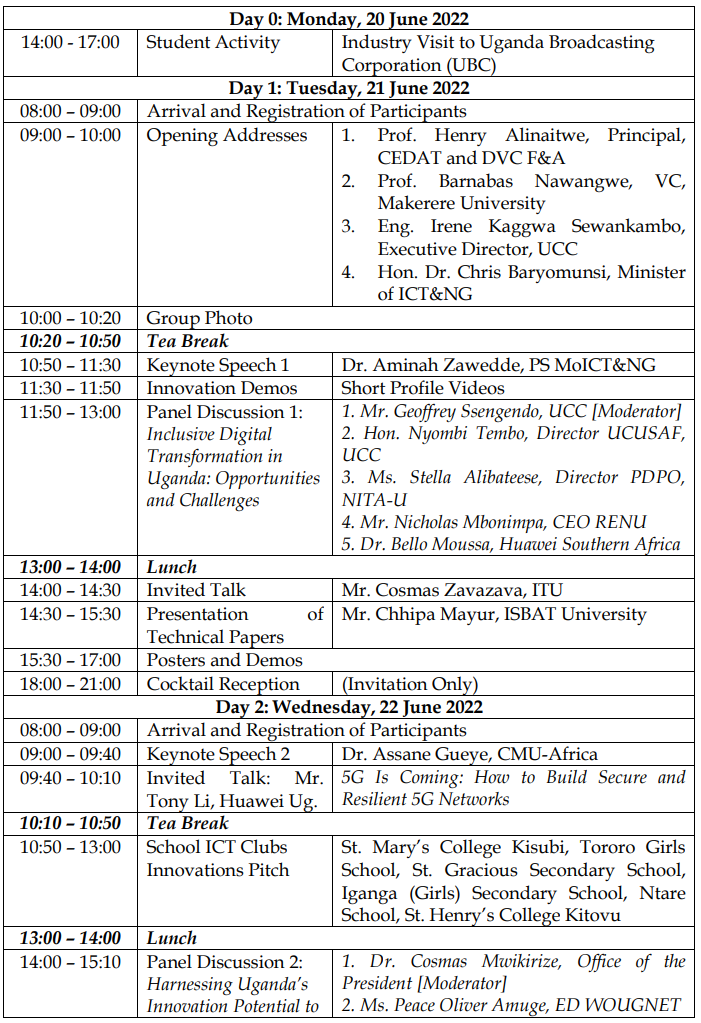 Day 0: Monday, 20 June 2022
14:00 - 17:00 Student Activity Industry Visit to Uganda Broadcasting
Corporation (UBC)
Day 1: Tuesday, 21 June 2022
08:00 – 09:00 Arrival and Registration of Participants
09:00 – 10:00 Opening Addresses 1. Prof. Henry Alinaitwe, Principal,
CEDAT and DVC F&A
2. Prof. Barnabas Nawangwe, VC,
Makerere University
3. Eng. Irene Kaggwa Sewankambo,
Executive Director, UCC
4. Hon. Dr. Chris Baryomunsi, Minister
of ICT&NG
10:00 – 10:20 Group Photo
10:20 – 10:50 Tea Break
10:50 – 11:30 Keynote Speech 1 Dr. Aminah Zawedde, PS MoICT&NG
11:30 – 11:50 Innovation Demos Short Profile Videos
11:50 – 13:00 Panel Discussion 1: 1. Mr. Geoffrey Ssengendo, UCC [Moderator]
Inclusive Digital 2. Hon. Nyombi Tembo, Director UCUSAF,
Transformation in UCC
Uganda: Opportunities 3. Ms. Stella Alibateese, Director PDPO,
and Challenges NITA-U
4. Mr. Nicholas Mbonimpa, CEO RENU
5. Dr. Bello Moussa, Huawei Southern Africa
13:00 – 14:00 Lunch
14:00 – 14:30 Invited Talk Mr. Cosmas Zavazava, ITU
14:30 – 15:30 Presentation of Mr. Chhipa Mayur, ISBAT University
Technical Papers
15:30 – 17:00 Posters and Demos
18:00 – 21:00 Cocktail Reception (Invitation Only)
Day 2: Wednesday, 22 June 2022
08:00 – 09:00 Arrival and Registration of Participants
09:00 – 09:40 Keynote Speech 2 Dr. Assane Gueye, CMU-Africa
09:40 – 10:10 Invited Talk: Mr. 5G Is Coming: How to Build Secure and
Tony Li, Huawei Ug. Resilient 5G Networks
10:10 – 10:50 Tea Break
10:50 – 13:00 School ICT Clubs St. Mary's College Kisubi, Tororo Girls
Innovations Pitch School, St. Gracious Secondary School,
Iganga (Girls) Secondary School, Ntare
School, St. Henry's College Kitovu
13:00 – 14:00 Lunch
14:00 – 15:10 Panel Discussion 2: 1. Dr. Cosmas Mwikirize, Office of the
Harnessing Uganda's President [Moderator]
Innovation Potential to 2. Ms. Peace Oliver Amuge, ED WOUGNET